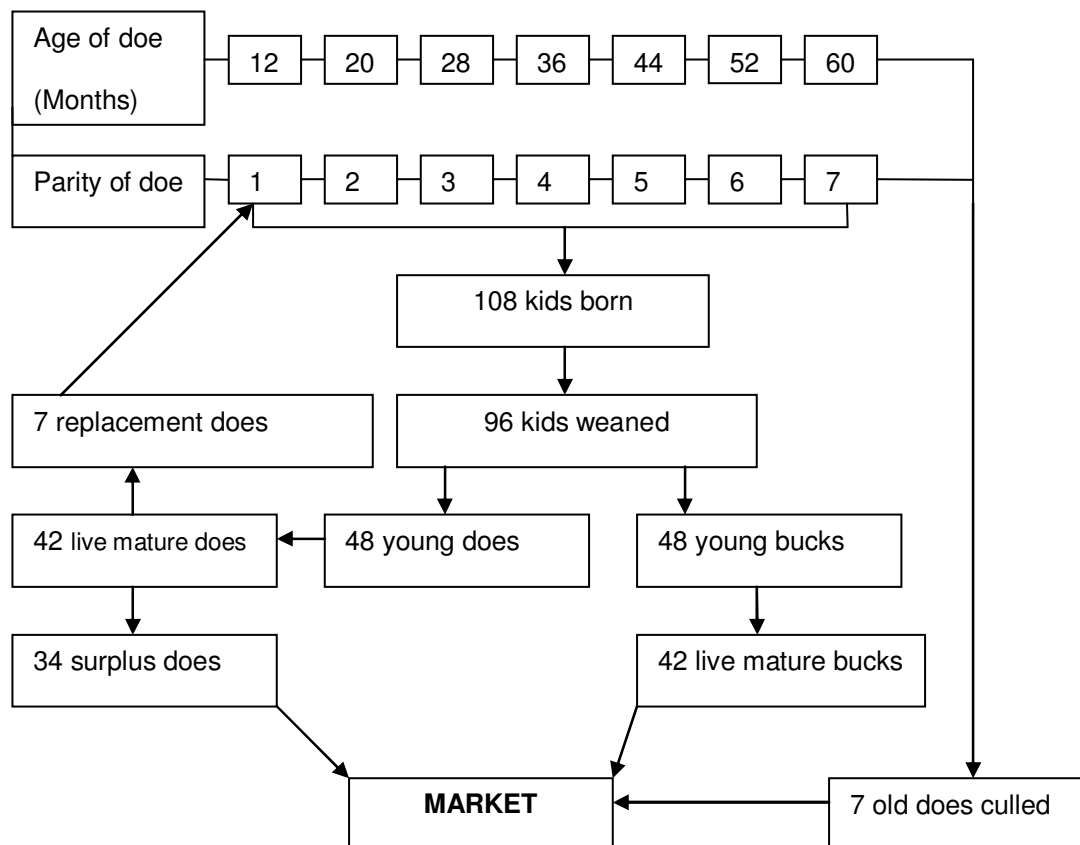 Age of doe
(Months)
12
20
28
36
44
52
60
Parity of doe
1
2
3
4
5
6
7
108 kids born
7 replacement does
96 kids weaned
42 live mature does
48 young does
48 young bucks
34 surplus does
42 live mature bucks
MARKET
7 old does culled